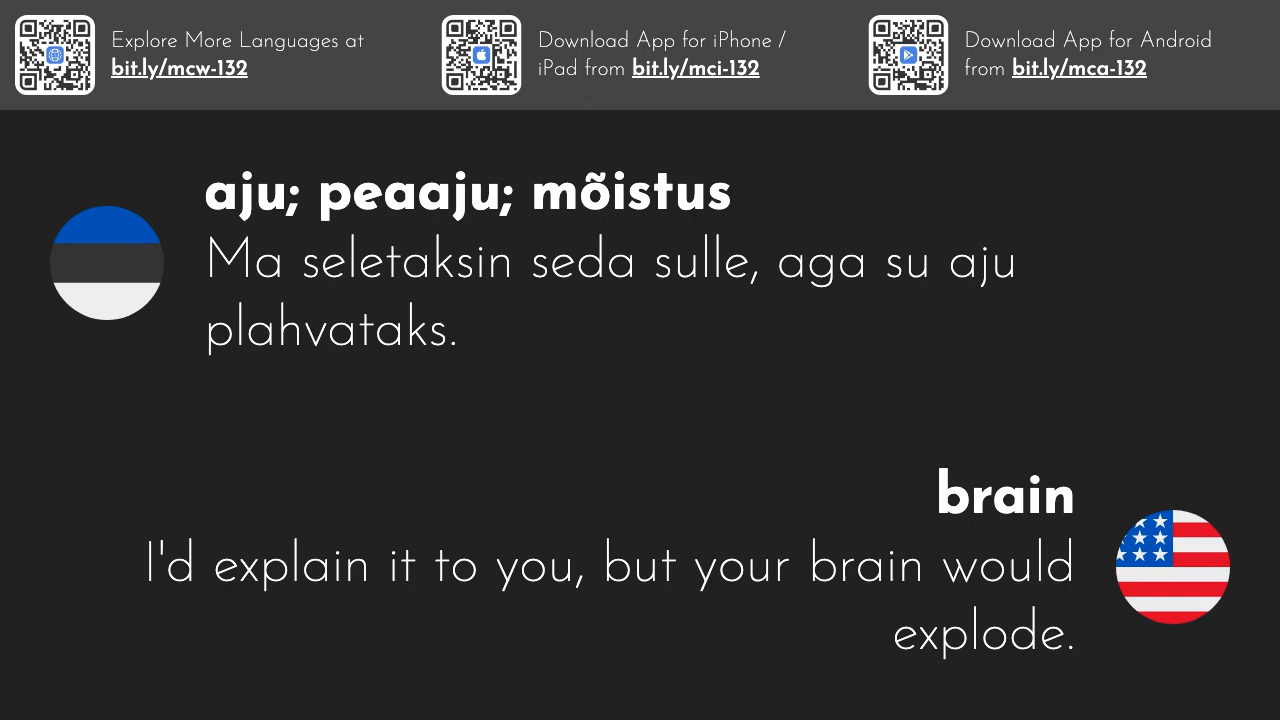 Explore More Languages at
bit.ly/mcw-132
Download App for iPhone /
iPad from bit.ly/mci-132
Download App for Android
from bit.ly/mca-132
aju; peaaju; mõistus
Ma seletaksin seda sulle, aga su aju
plahvataks.
brain
I'd explain it to you, but your brain would
explode.